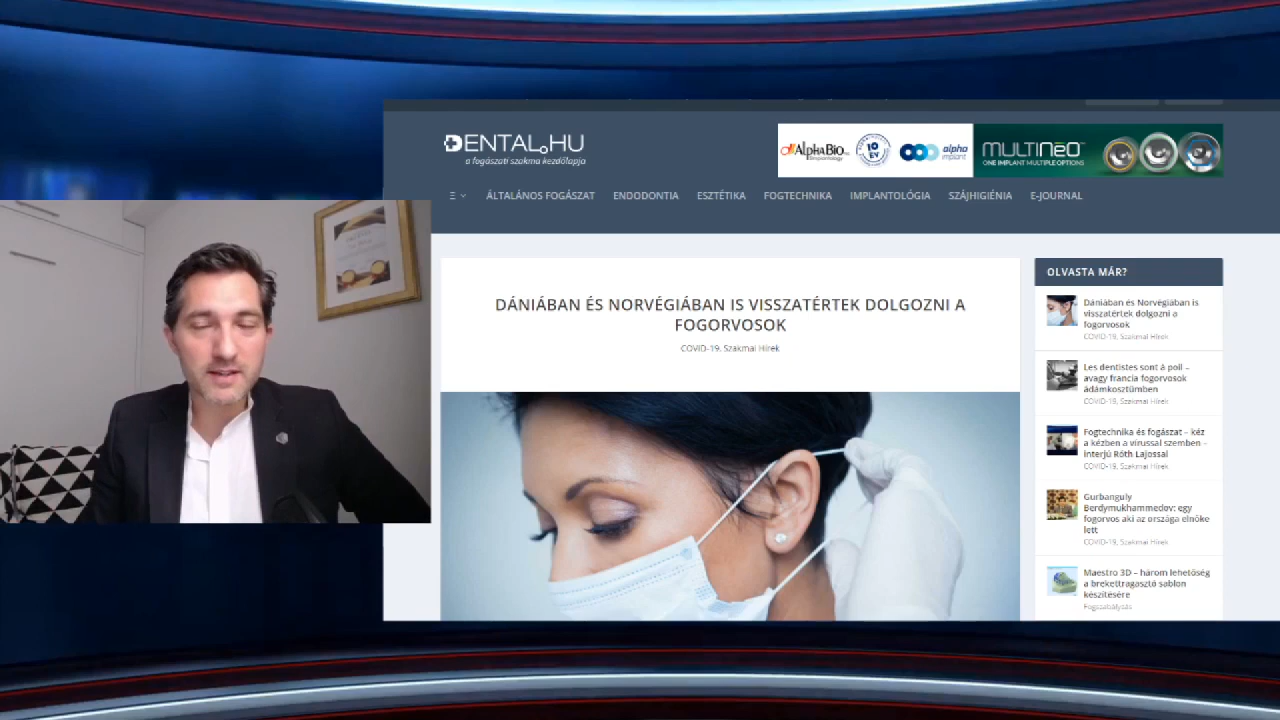 DENTAL.HU
a fogászati szakma kezdőlapja
AlphaBio
Implantology
10 ÉV
alpha
implant
MULTINeO
ONE IMPLANT MULTIPLE OPTIONS
E
ÁLTALÁNOS FOGÁSZAT
ENDODONTIA
ESZTÉTIKA
FOGTECHNIKA
IMPLANTOLÓGIA
SZÁJHIGIÉNIA
E-JOURNAL
DÁNIÁBAN ÉS NORVÉGIÁBAN IS VISSZATÉRTEK DOLGOZNI A
FOGORVOSOK
COVID-19, Szakmai Hírek
OLVASTA MÁR?
Dániában és Norvégiában is
visszatértek dolgozni a
fogorvosok
COVID-19, Szakmai Hírek
Les dentistes sont à poil –
avagy francia fogorvosok
ádámkosztümben
COVID-19, Szakmai Hírek
Fogtechnika és fogászat – kéz
a kézben a vírussal szemben –
interjú Róth Lajossal
COVID-19, Szakmai Hírek
Gurbanguly
Berdymukhammedov: egy
fogorvos aki az országa elnöke
lett
COVID-19, Szakmai Hírek
Maestro 3D – három lehetőség
a brekettragasztó sablon
készítésére
Fogszabályzás